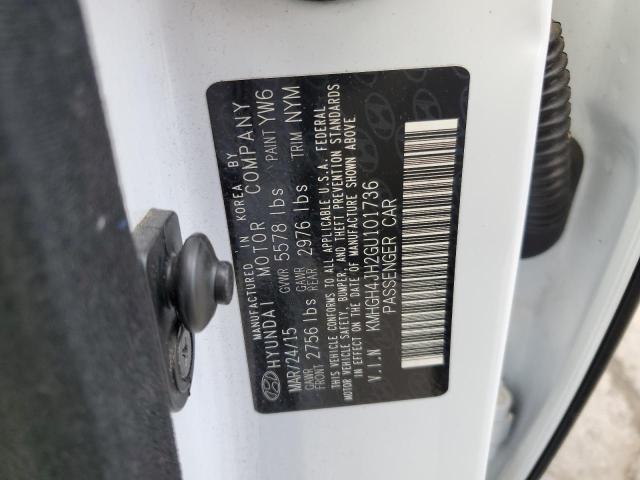 MANUFACTURED IN KOREA BY
HYUNDAI MOTOR COMPANY
MAR/24/15 GVWR 5578 lbs PAINT YW6
GAWR FRONT 2756 lbs GAWR REAR 2976 lbs TRIM NYM
THIS VEHICLE CONFORMS TO ALL APPLICABLE U.S.A. FEDERAL
MOTOR VEHICLE SAFETY, BUMPER, AND THEFT PREVENTION STANDARDS
IN EFFECT ON THE DATE OF MANUFACTURE SHOWN ABOVE.
V.I.N KMHGH4JH2GU101736
PASSENGER CAR